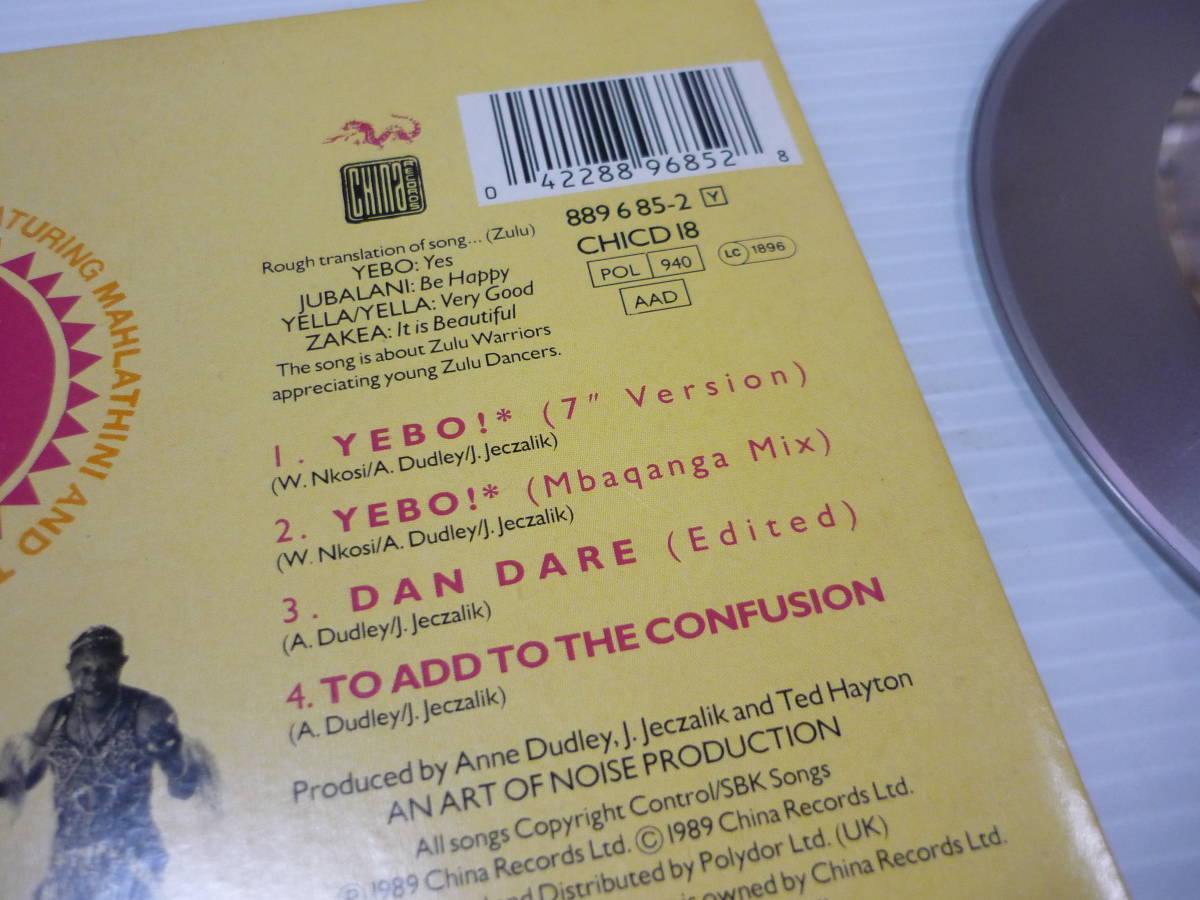 FEATURING MAHLATHINI AND
CHINA RECORDS
0 42288 96852 8
889 685-2 Y
CHICD 18
POL 940
LC 1896
AAD
Rough translation of song... (Zulu)
YEBO: Yes
JUBALANI: Be Happy
YELLA/YELLA: Very Good
ZAKEA: It is Beautiful
The song is about Zulu Warriors
appreciating young Zulu Dancers.
1. YEBO!* (7" Version)
(W. Nkosi/A. Dudley/J. Jeczalik)
2. YEBO!* (Mbaqanga Mix)
(W. Nkosi/A. Dudley/J. Jeczalik)
3. DAN DARE (Edited)
(A. Dudley/J. Jeczalik)
4. TO ADD TO THE CONFUSION
(A. Dudley/J. Jeczalik)
Produced by Anne Dudley, J. Jeczalik and Ted Hayton
AN ART OF NOISE PRODUCTION
All songs Copyright Control/SBK Songs
℗ 1989 China Records Ltd. © 1989 China Records Ltd.
and Distributed by Polydor Ltd. (UK)
is owned by China Records Ltd.